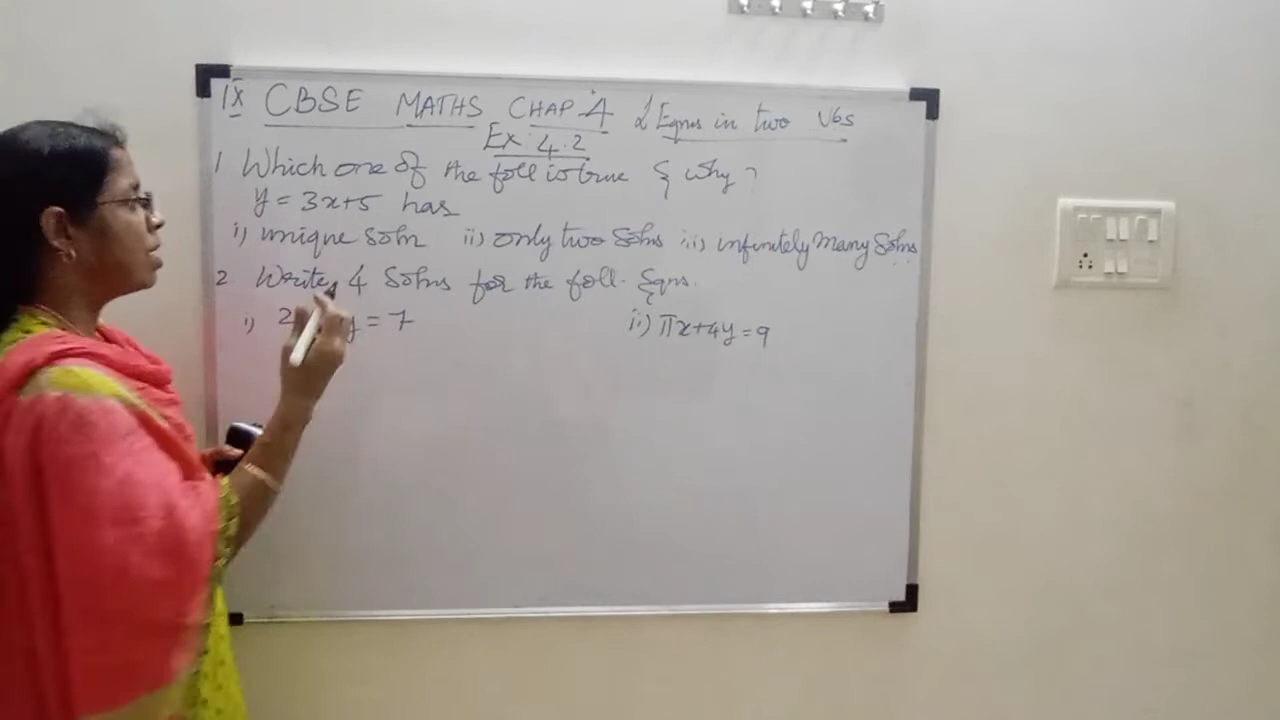 IX CBSE MATHS CHAP 4 L Eqns in two Vbs
Ex 4.2
1 Which one of the foll is true & why?
y = 3x+5 has
i) unique soln ii) only two solns iii) infinitely many solns
2 Write 4 solns for the foll. Eqns.
i) 2 y = 7 ii) πx+4y=9